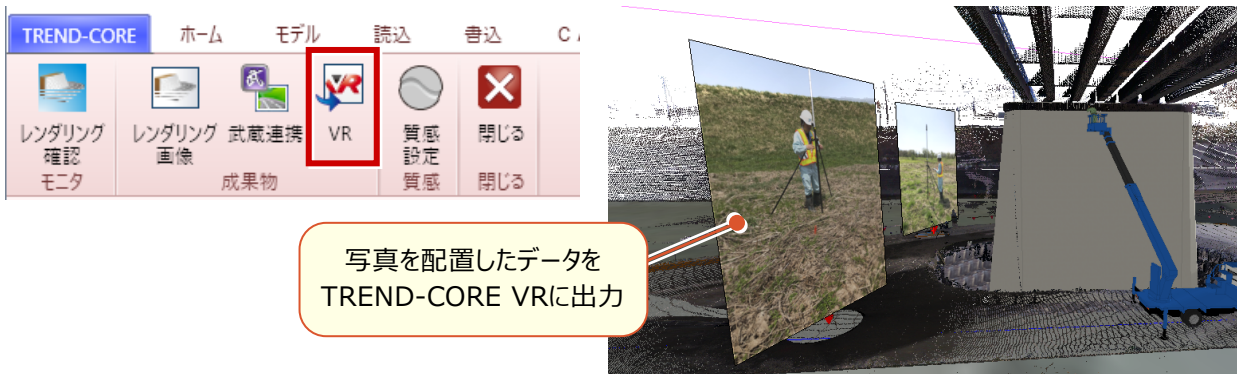 TREND-CORE ホーム モデル 読込 書込 C
レンダリング
確認
レンダリング
画像
武蔵連携
VR
質感
設定
閉じる
モニタ 成果物 質感 閉じる
写真を配置したデータを
TREND-CORE VRに出力